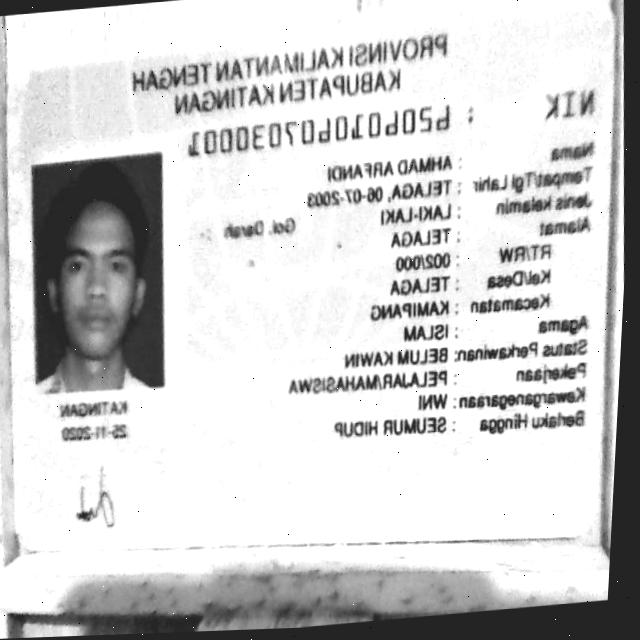 PROVINSI KALIMANTAN TENGAH
KABUPATEN KATINGAN
NIK : 6206010607030001
Nama : AHMAD ARFANDI
Tempat/Tgl Lahir : TELAGA, 06-07-2003
Jenis kelamin : LAKI-LAKI Gol. Darah : -
Alamat : TELAGA
RT/RW : 002/000
Kel/Desa : TELAGA
Kecamatan : KAMIPANG
Agama : ISLAM
Status Perkawinan: BELUM KAWIN
Pekerjaan : PELAJAR/MAHASISWA
Kewarganegaraan: WNI
Berlaku Hingga : SEUMUR HIDUP
KATINGAN
25-11-2020